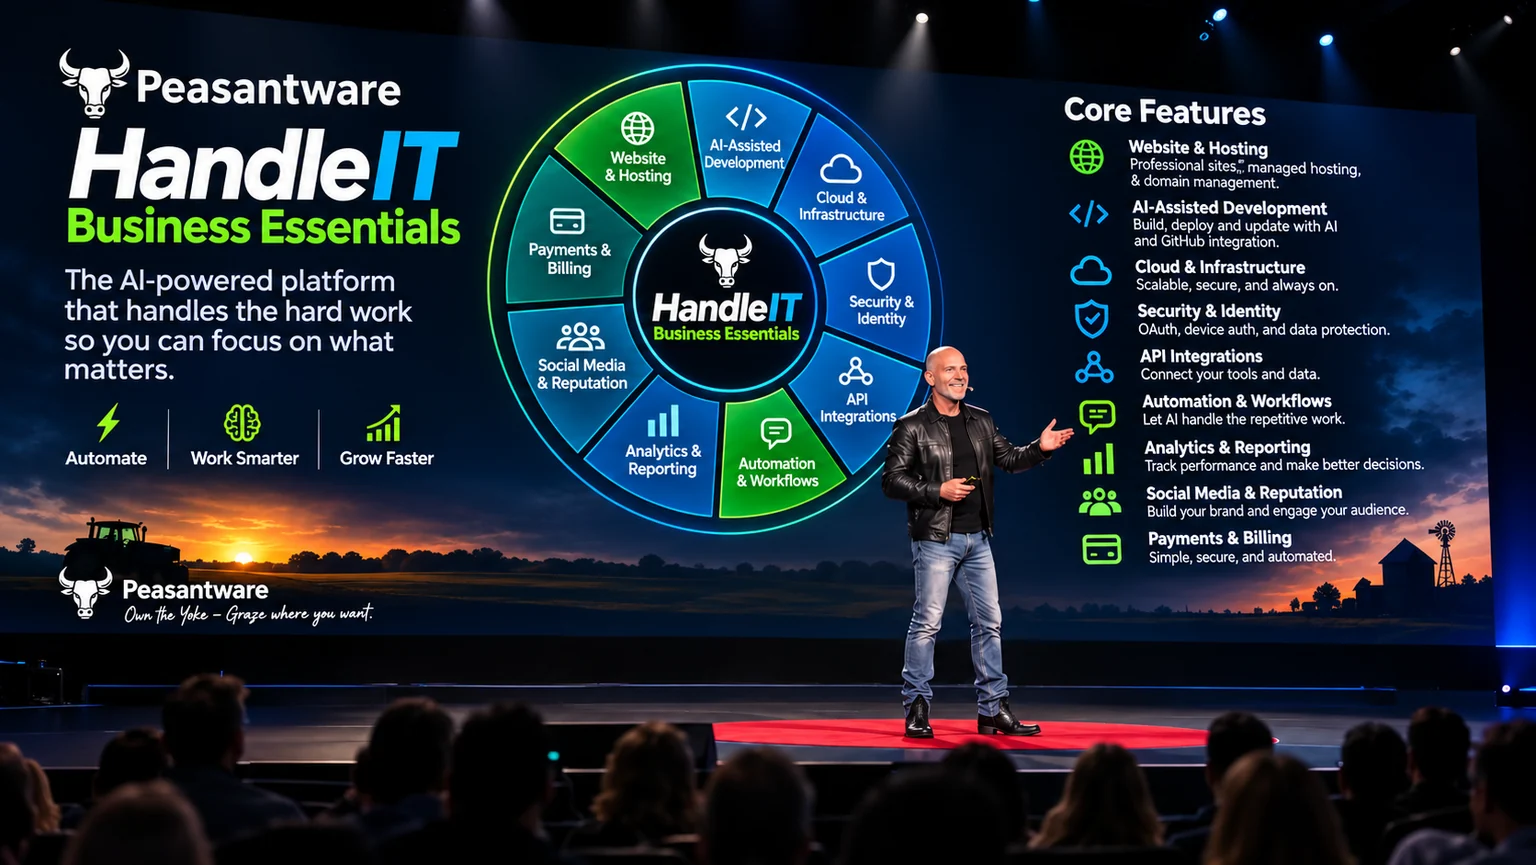 Peasantware
HandleIT
Business Essentials
The AI-powered platform
that handles the hard work
so you can focus on what
matters.
Automate
Work Smarter
Grow Faster
Peasantware
Own the Yoke – Graze where you want.
Website
& Hosting
AI-Assisted
Development
Cloud &
Infrastructure
Security &
Identity
API
Integrations
Automation
& Workflows
Analytics &
Reporting
Social Media
& Reputation
Payments &
Billing
HandleIT
Business Essentials
Core Features
Website & Hosting
Professional sites, managed hosting,
& domain management.
AI-Assisted Development
Build, deploy and update with AI
and GitHub integration.
Cloud & Infrastructure
Scalable, secure, and always on.
Security & Identity
OAuth, device auth, and data protection.
API Integrations
Connect your tools and data.
Automation & Workflows
Let AI handle the repetitive work.
Analytics & Reporting
Track performance and make better decisions.
Social Media & Reputation
Build your brand and engage your audience.
Payments & Billing
Simple, secure, and automated.